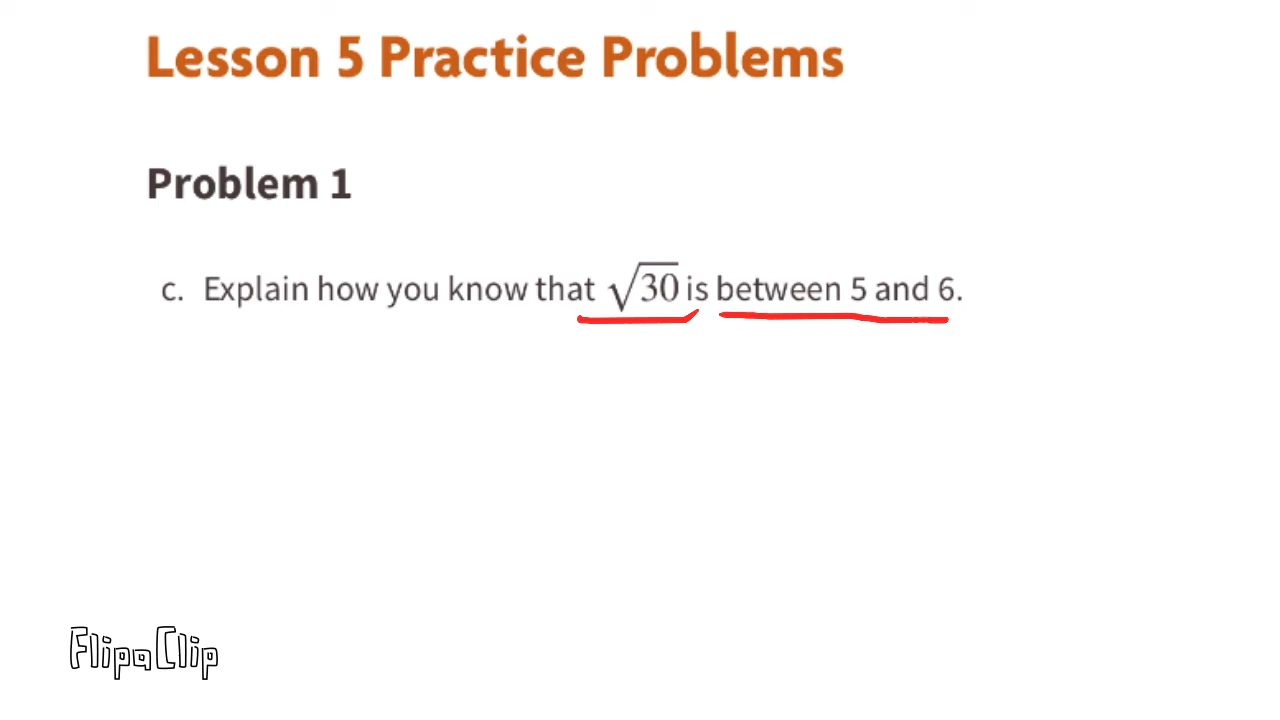 Lesson 5 Practice Problems
Problem 1
c. Explain how you know that √30 is between 5 and 6.
FlipaClip